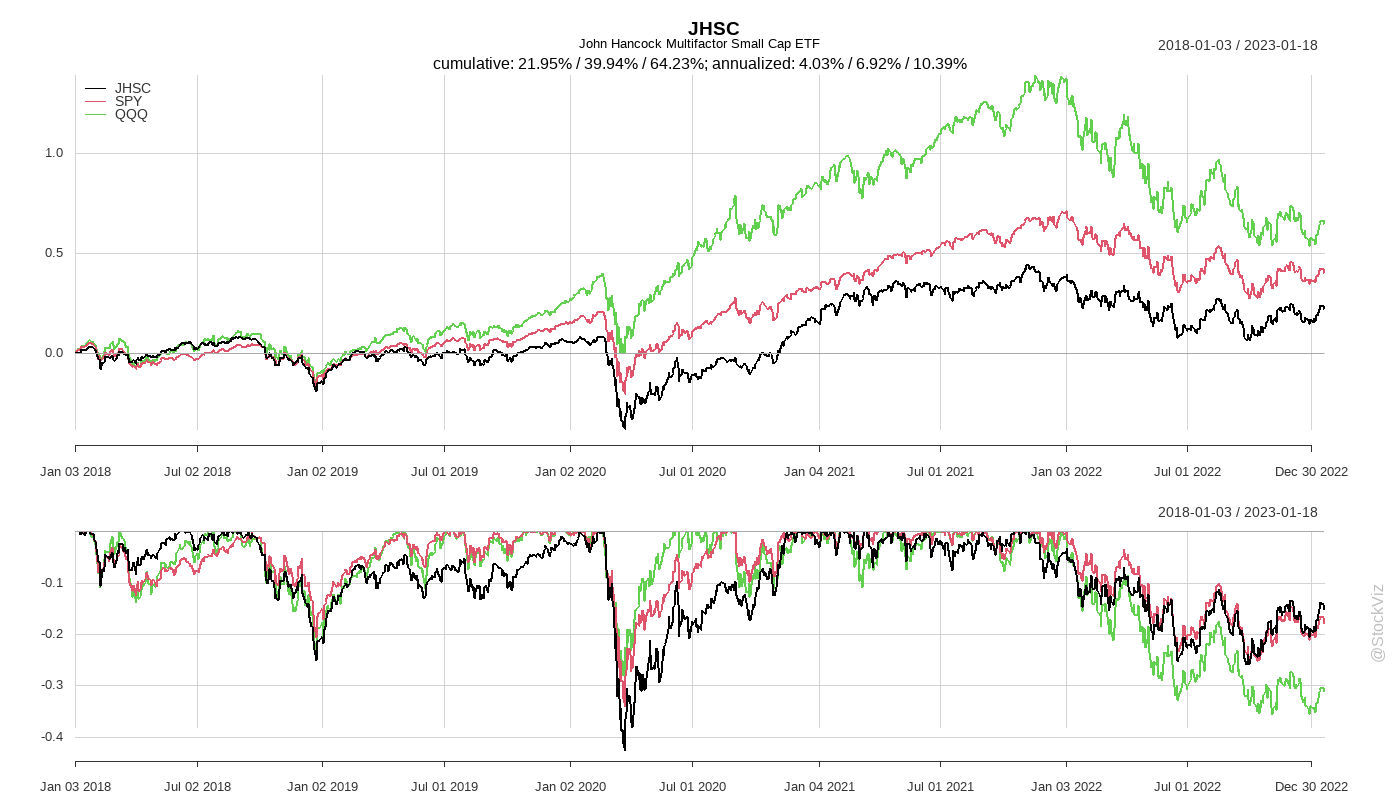 JHSC
John Hancock Multifactor Small Cap ETF
2018-01-03 / 2023-01-18
cumulative: 21.95% / 39.94% / 64.23%; annualized: 4.03% / 6.92% / 10.39%
JHSC
SPY
QQQ
1.0
0.5
0.0
Jan 03 2018 Jul 02 2018 Jan 02 2019 Jul 01 2019 Jan 02 2020 Jul 01 2020 Jan 04 2021 Jul 01 2021 Jan 03 2022 Jul 01 2022 Dec 30 2022
2018-01-03 / 2023-01-18
-0.1
-0.2
-0.3
-0.4
Jan 03 2018 Jul 02 2018 Jan 02 2019 Jul 01 2019 Jan 02 2020 Jul 01 2020 Jan 04 2021 Jul 01 2021 Jan 03 2022 Jul 01 2022 Dec 30 2022
@StockViz